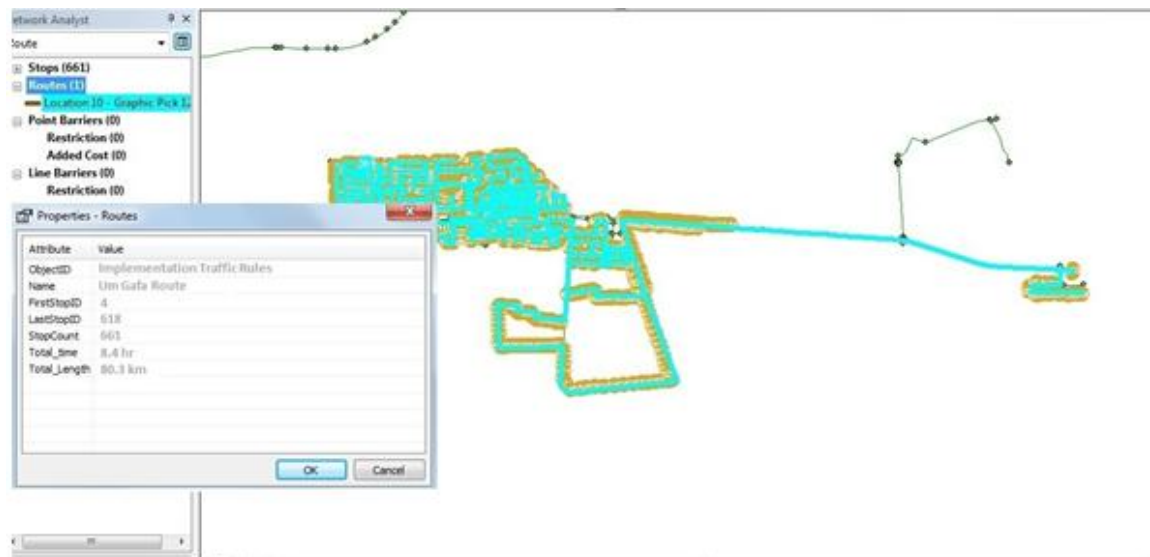 etwork Analyst
Route
Stops (661)
Routes (1)
Location 10 - Graphic Pick 1,
Point Barriers (0)
Restriction (0)
Added Cost (0)
Line Barriers (0)
Restriction (0)
Properties - Routes
Attribute Value
ObjectID Implementation Traffic Rules
Name Um Gafa Route
FirstStopID 4
LastStopID 618
StopCount 661
Total_time 8.4 hr
Total_Length 80.3 km
OK Cancel